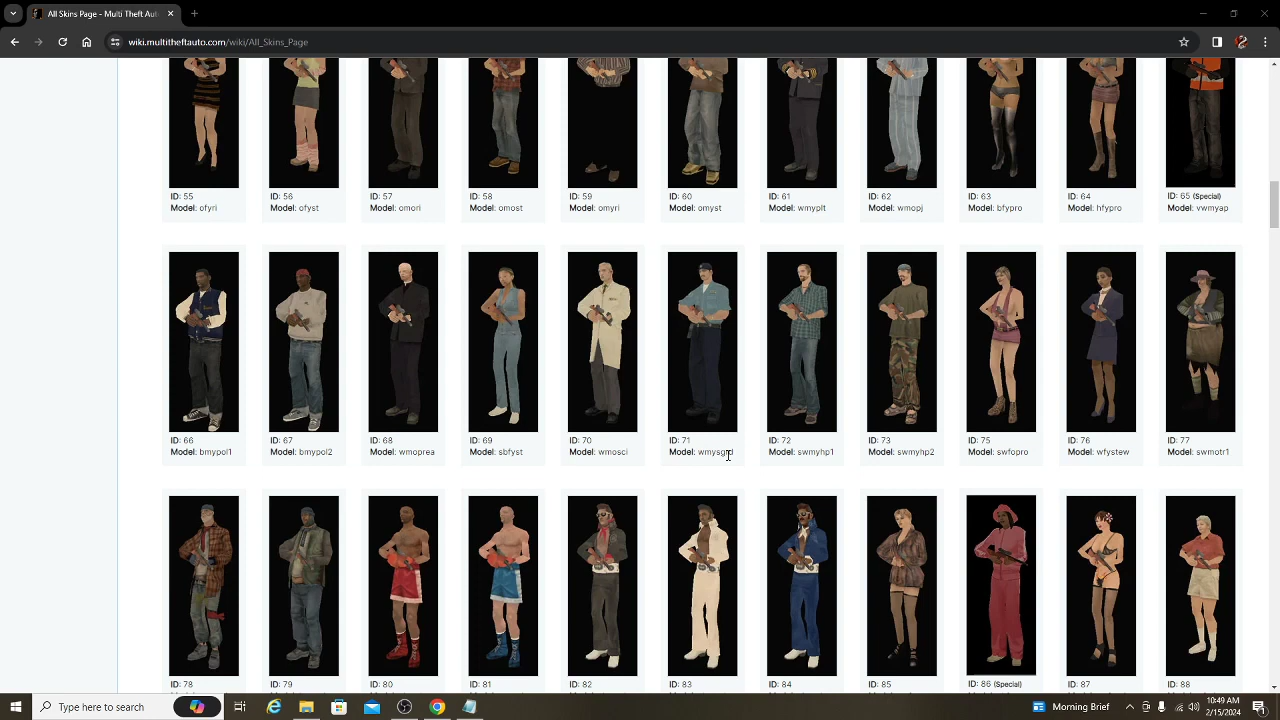 All Skins Page - Multi Theft Aut
wiki.multitheftauto.com/wiki/All_Skins_Page
ID: 55
Model: ofyri
ID: 56
Model: ofyst
ID: 57
Model: omori
ID: 58
Model: omost
ID: 59
Model: omyri
ID: 60
Model: omyst
ID: 61
Model: wmyplt
ID: 62
Model: wmopj
ID: 63
Model: bfypro
ID: 64
Model: hfypro
ID: 65 (Special)
Model: vwmyap
ID: 66
Model: bmypol1
ID: 67
Model: bmypol2
ID: 68
Model: wmoprea
ID: 69
Model: sbfyst
ID: 70
Model: wmosci
ID: 71
Model: wmysgrd
ID: 72
Model: swmyhp1
ID: 73
Model: swmyhp2
ID: 75
Model: swfopro
ID: 76
Model: wfystew
ID: 77
Model: swmotr1
ID: 78
ID: 79
ID: 80
ID: 81
ID: 82
ID: 83
ID: 84
ID: 85
ID: 86 (Special)
ID: 87
ID: 88
Type here to search
Morning Brief
10:49 AM
2/15/2024